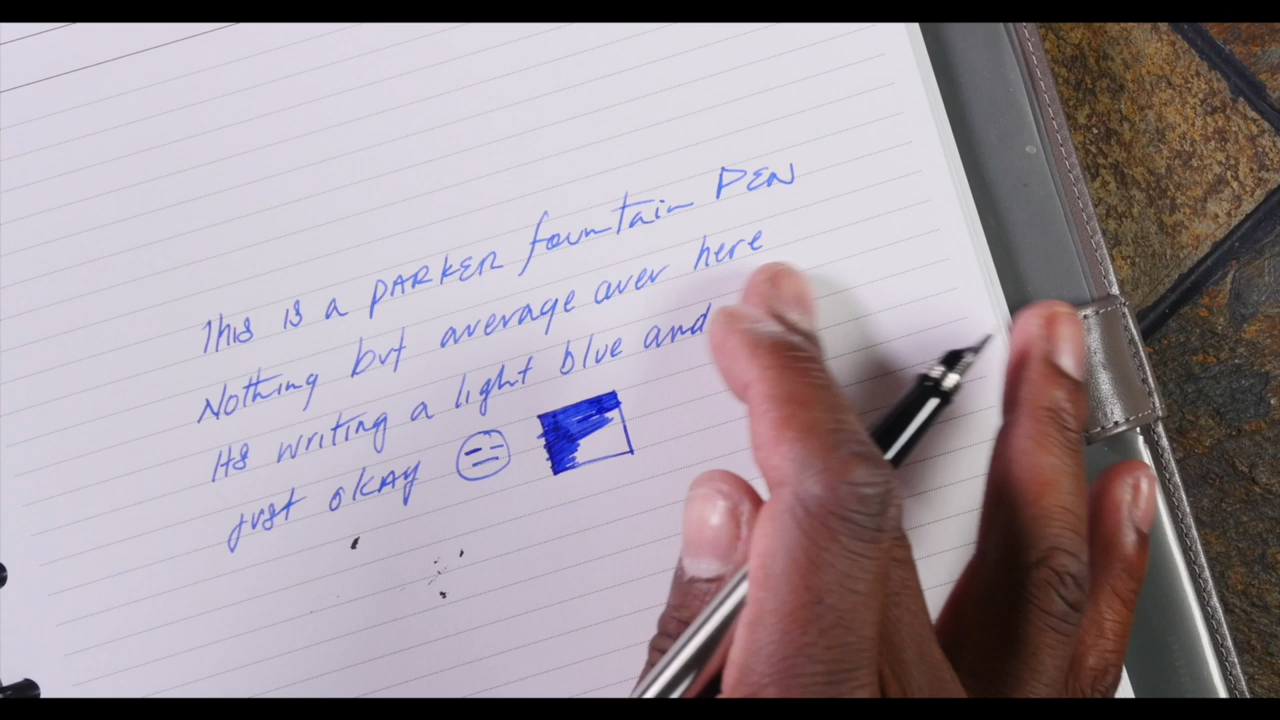 This is a PARKER fountain PEN
Nothing but average over here
Its writing a light blue and
just okay